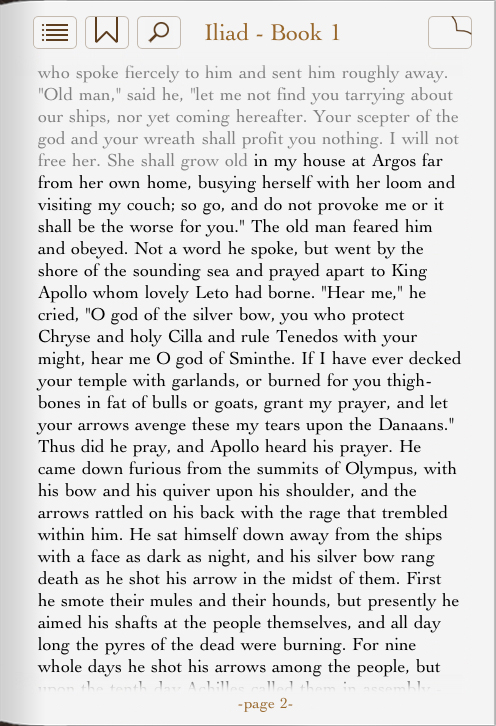 Iliad - Book 1
who spoke fiercely to him and sent him roughly away.
"Old man," said he, "let me not find you tarrying about
our ships, nor yet coming hereafter. Your scepter of the
god and your wreath shall profit you nothing. I will not
free her. She shall grow old in my house at Argos far
from her own home, busying herself with her loom and
visiting my couch; so go, and do not provoke me or it
shall be the worse for you." The old man feared him
and obeyed. Not a word he spoke, but went by the
shore of the sounding sea and prayed apart to King
Apollo whom lovely Leto had borne. "Hear me," he
cried, "O god of the silver bow, you who protect
Chryse and holy Cilla and rule Tenedos with your
might, hear me O god of Sminthe. If I have ever decked
your temple with garlands, or burned for you thigh-
bones in fat of bulls or goats, grant my prayer, and let
your arrows avenge these my tears upon the Danaans."
Thus did he pray, and Apollo heard his prayer. He
came down furious from the summits of Olympus, with
his bow and his quiver upon his shoulder, and the
arrows rattled on his back with the rage that trembled
within him. He sat himself down away from the ships
with a face as dark as night, and his silver bow rang
death as he shot his arrow in the midst of them. First
he smote their mules and their hounds, but presently he
aimed his shafts at the people themselves, and all day
long the pyres of the dead were burning. For nine
whole days he shot his arrows among the people, but
upon the tenth day Achilles called them in assembly -
-page 2-